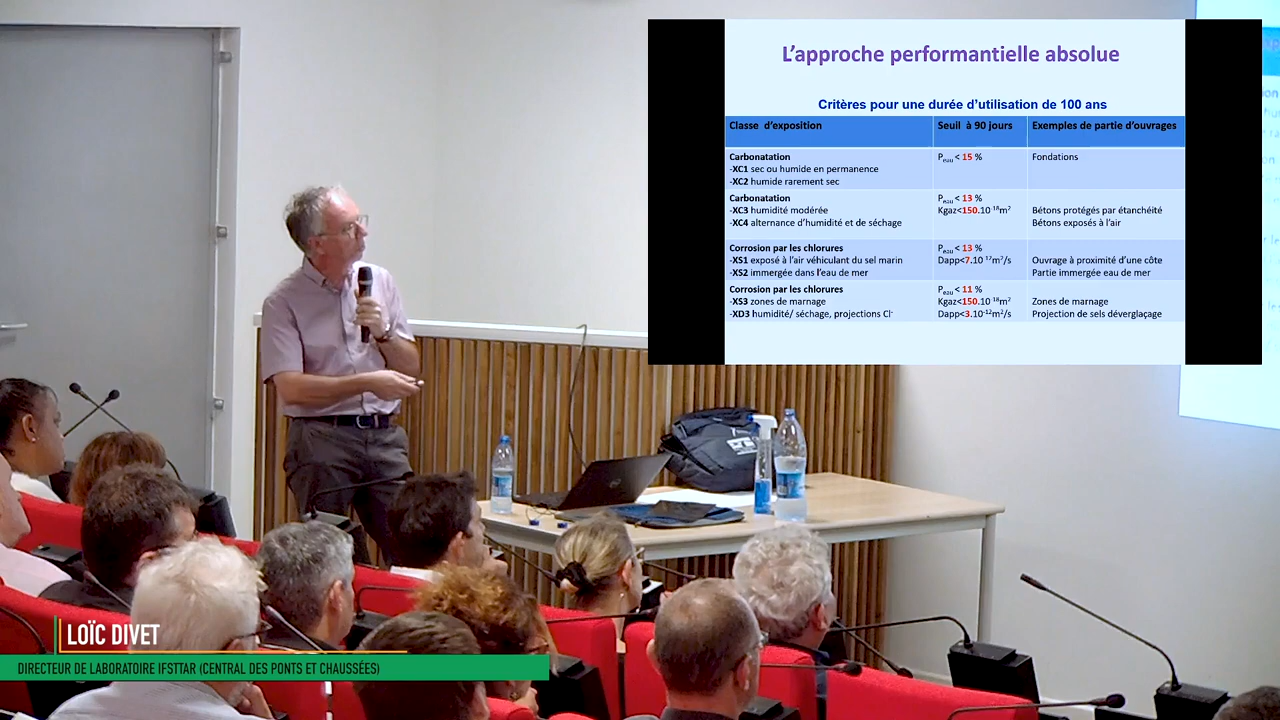 L'approche performantielle absolue
Critères pour une durée d'utilisation de 100 ans
Classe d'exposition
Seuil à 90 jours
Exemples de partie d'ouvrages
Carbonatation
-XC1 sec ou humide en permanence
-XC2 humide rarement sec
Peau < 15 %
Fondations
Carbonatation
-XC3 humidité modérée
-XC4 alternance d'humidité et de séchage
Peau < 13 %
Kgaz<150.10⁻¹⁸m²
Bétons protégés par étanchéité
Bétons exposés à l'air
Corrosion par les chlorures
-XS1 exposé à l'air véhiculant du sel marin
-XS2 immergée dans l'eau de mer
Peau < 13 %
Dapp<7.10⁻¹²m²/s
Ouvrage à proximité d'une côte
Partie immergée eau de mer
Corrosion par les chlorures
-XS3 zones de marnage
-XD3 humidité/ séchage, projections Cl⁻
Peau < 11 %
Kgaz<150.10⁻¹⁸m²
Dapp<3.10⁻¹²m²/s
Zones de marnage
Projection de sels déverglaçage
LOÏC DIVET
DIRECTEUR DE LABORATOIRE IFSTTAR (CENTRAL DES PONTS ET CHAUSSÉES)